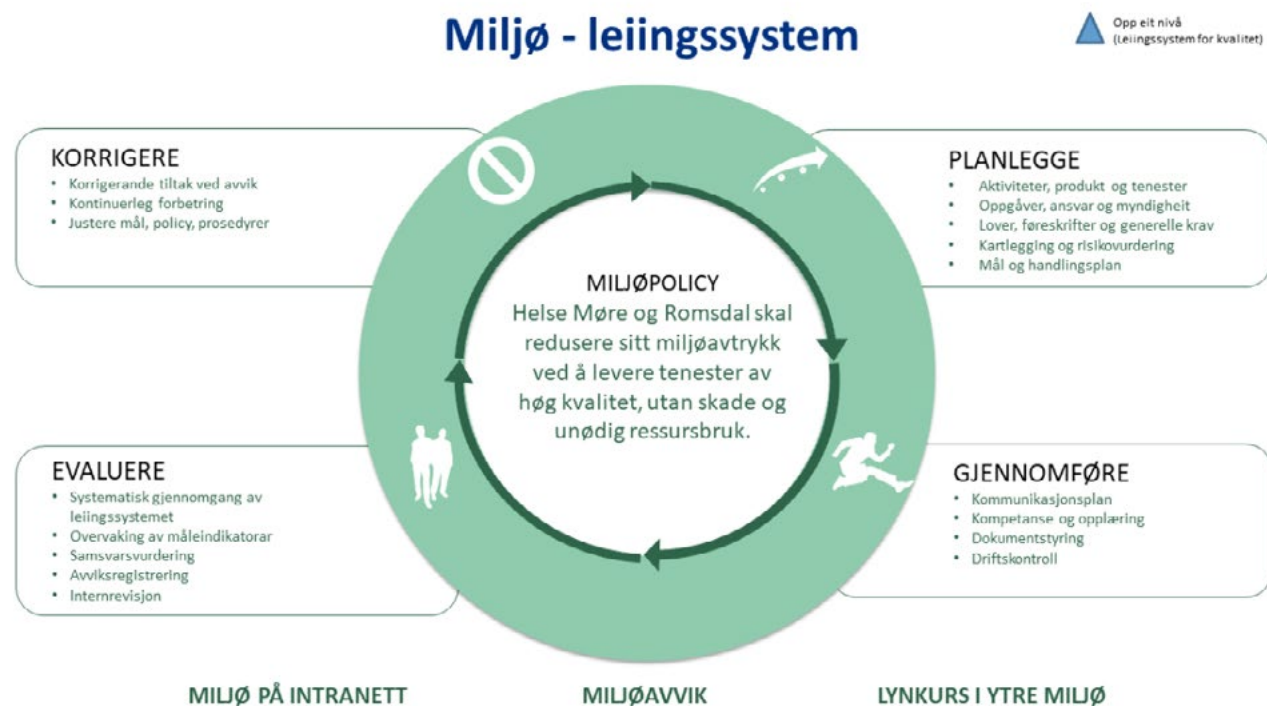 Miljø - leiingssystem
Opp eit nivå
(Leiingssystem for kvalitet)
KORRIGERE
• Korrigerande tiltak ved avvik
• Kontinuerleg forbetring
• Justere mål, policy, prosedyrer
PLANLEGGE
• Aktiviteter, produkt og tenester
• Oppgåver, ansvar og myndigheit
• Lover, føreskrifter og generelle krav
• Kartlegging og risikovurdering
• Mål og handlingsplan
MILJØPOLICY
Helse Møre og Romsdal skal
redusere sitt miljøavtrykk
ved å levere tenester av
høg kvalitet, utan skade og
unødig ressursbruk.
EVALUERE
• Systematisk gjennomgang av
leiingssystemet
• Overvaking av måleindikatorar
• Samsvarsvurdering
• Avviksregistrering
• Internrevisjon
GJENNOMFØRE
• Kommunikasjonsplan
• Kompetanse og opplæring
• Dokumentstyring
• Driftskontroll
MILJØ PÅ INTRANETT
MILJØAVVIK
LYNKURS I YTRE MILJØ